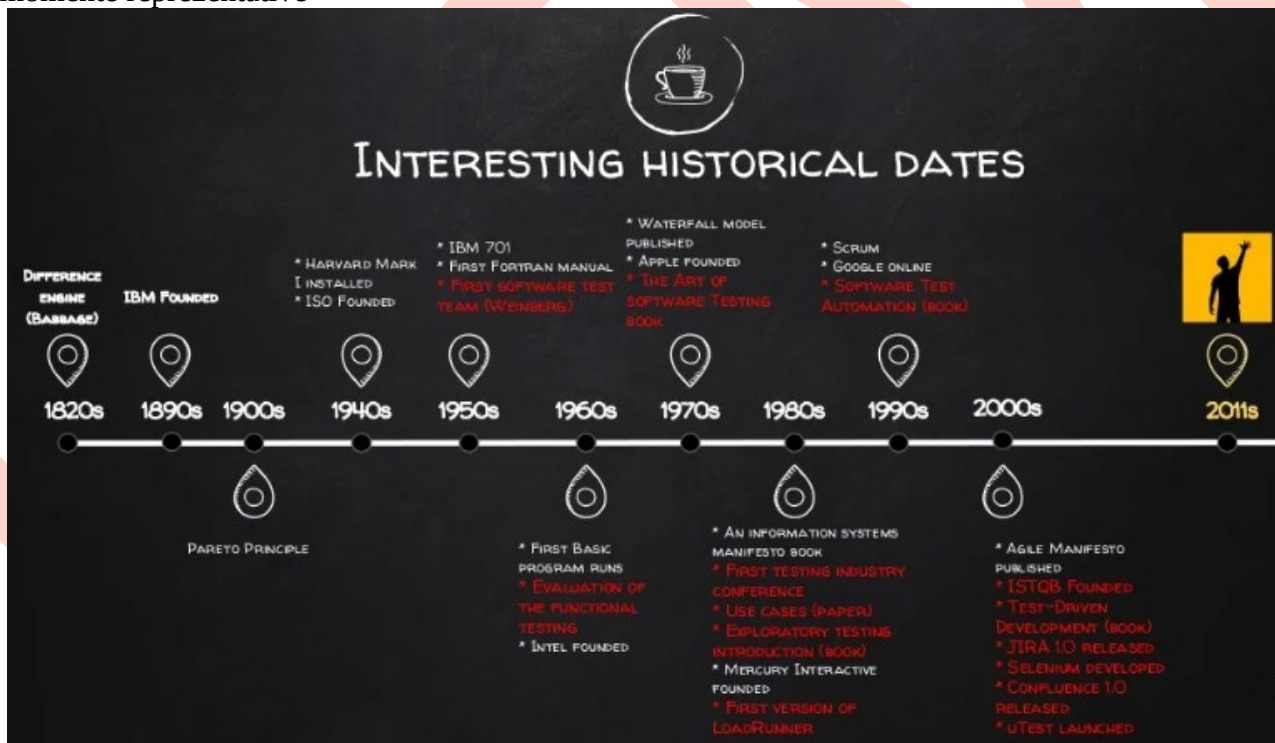 momente reprezentative
INTERESTING HISTORICAL DATES
DIFFERENCE
ENGINE
(BABBAGE)
IBM FOUNDED
* HARVARD MARK
I INSTALLED
* ISO FOUNDED
* IBM 701
* FIRST FORTRAN MANUAL
* FIRST SOFTWARE TEST
TEAM (WEINBERG)
* WATERFALL MODEL
PUBLISHED
* APPLE FOUNDED
* THE ART OF
SOFTWARE TESTING
BOOK
* SCRUM
* GOOGLE ONLINE
* SOFTWARE TEST
AUTOMATION (BOOK)
1820s
1890s
1900s
1940s
1950s
1960s
1970s
1980s
1990s
2000s
2011s
PARETO PRINCIPLE
* FIRST BASIC
PROGRAM RUNS
* EVALUATION OF
THE FUNCTIONAL
TESTING
* INTEL FOUNDED
* AN INFORMATION SYSTEMS
MANIFESTO BOOK
* FIRST TESTING INDUSTRY
CONFERENCE
* USE CASES (PAPER)
* EXPLORATORY TESTING
INTRODUCTION (BOOK)
* MERCURY INTERACTIVE
FOUNDED
* FIRST VERSION OF
LOADRUNNER
* AGILE MANIFESTO
PUBLISHED
* ISTQB FOUNDED
* TEST-DRIVEN
DEVELOPMENT (BOOK)
* JIRA 1.0 RELEASED
* SELENIUM DEVELOPED
* CONFLUENCE 1.0
RELEASED
* UTEST LAUNCHED